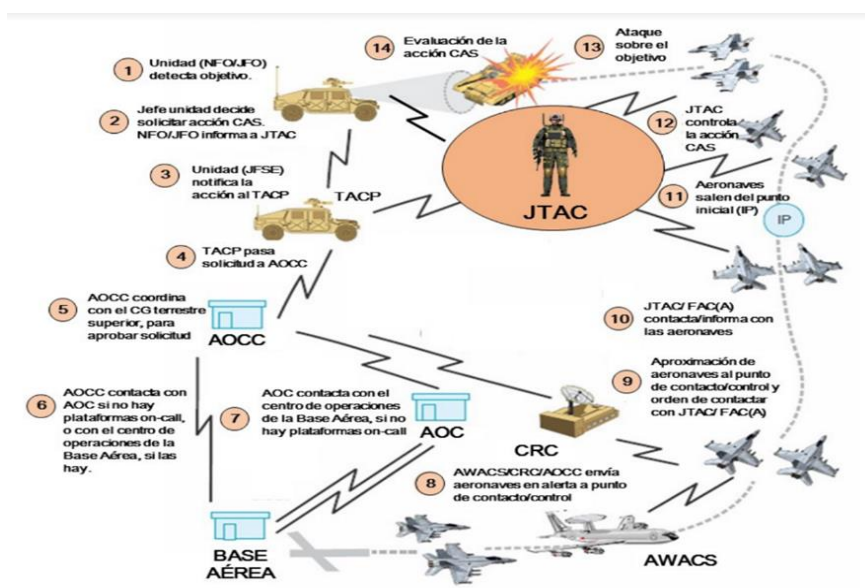 1
Unidad (NFO/JFO)
detecta objetivo.
2
Jefe unidad decide
solicitar acción CAS.
NFO/JFO informa a JTAC
3
Unidad (JFSE)
notifica la
acción al TACP
TACP
4
TACP pasa
solicitud a AOCC
5
AOCC coordina
con el CG terrestre
superior, para
aprobar solicitud
AOCC
6
AOCC contacta con
AOC si no hay
plataformas on-call,
o con el centro de
operaciones de la
Base Aérea, si las
hay.
7
AOC contacta con el
centro de operaciones
de la Base Aérea, si no
hay plataformas on-call
AOC
CRC
8
AWACS/CRC/AOCC envía
aeronaves en alerta a punto
de contacto/control
BASE
AÉREA
AWACS
9
Aproximación de
aeronaves al punto
de contacto/control y
orden de contactar
con JTAC/ FAC(A)
10
JTAC/ FAC(A)
contacta/informa con
las aeronaves
11
Aeronaves
salen del punto
inicial (IP)
IP
12
JTAC
controla
la acción
CAS
JTAC
13
Ataque
sobre el
objetivo
14
Evaluación de la
acción CAS